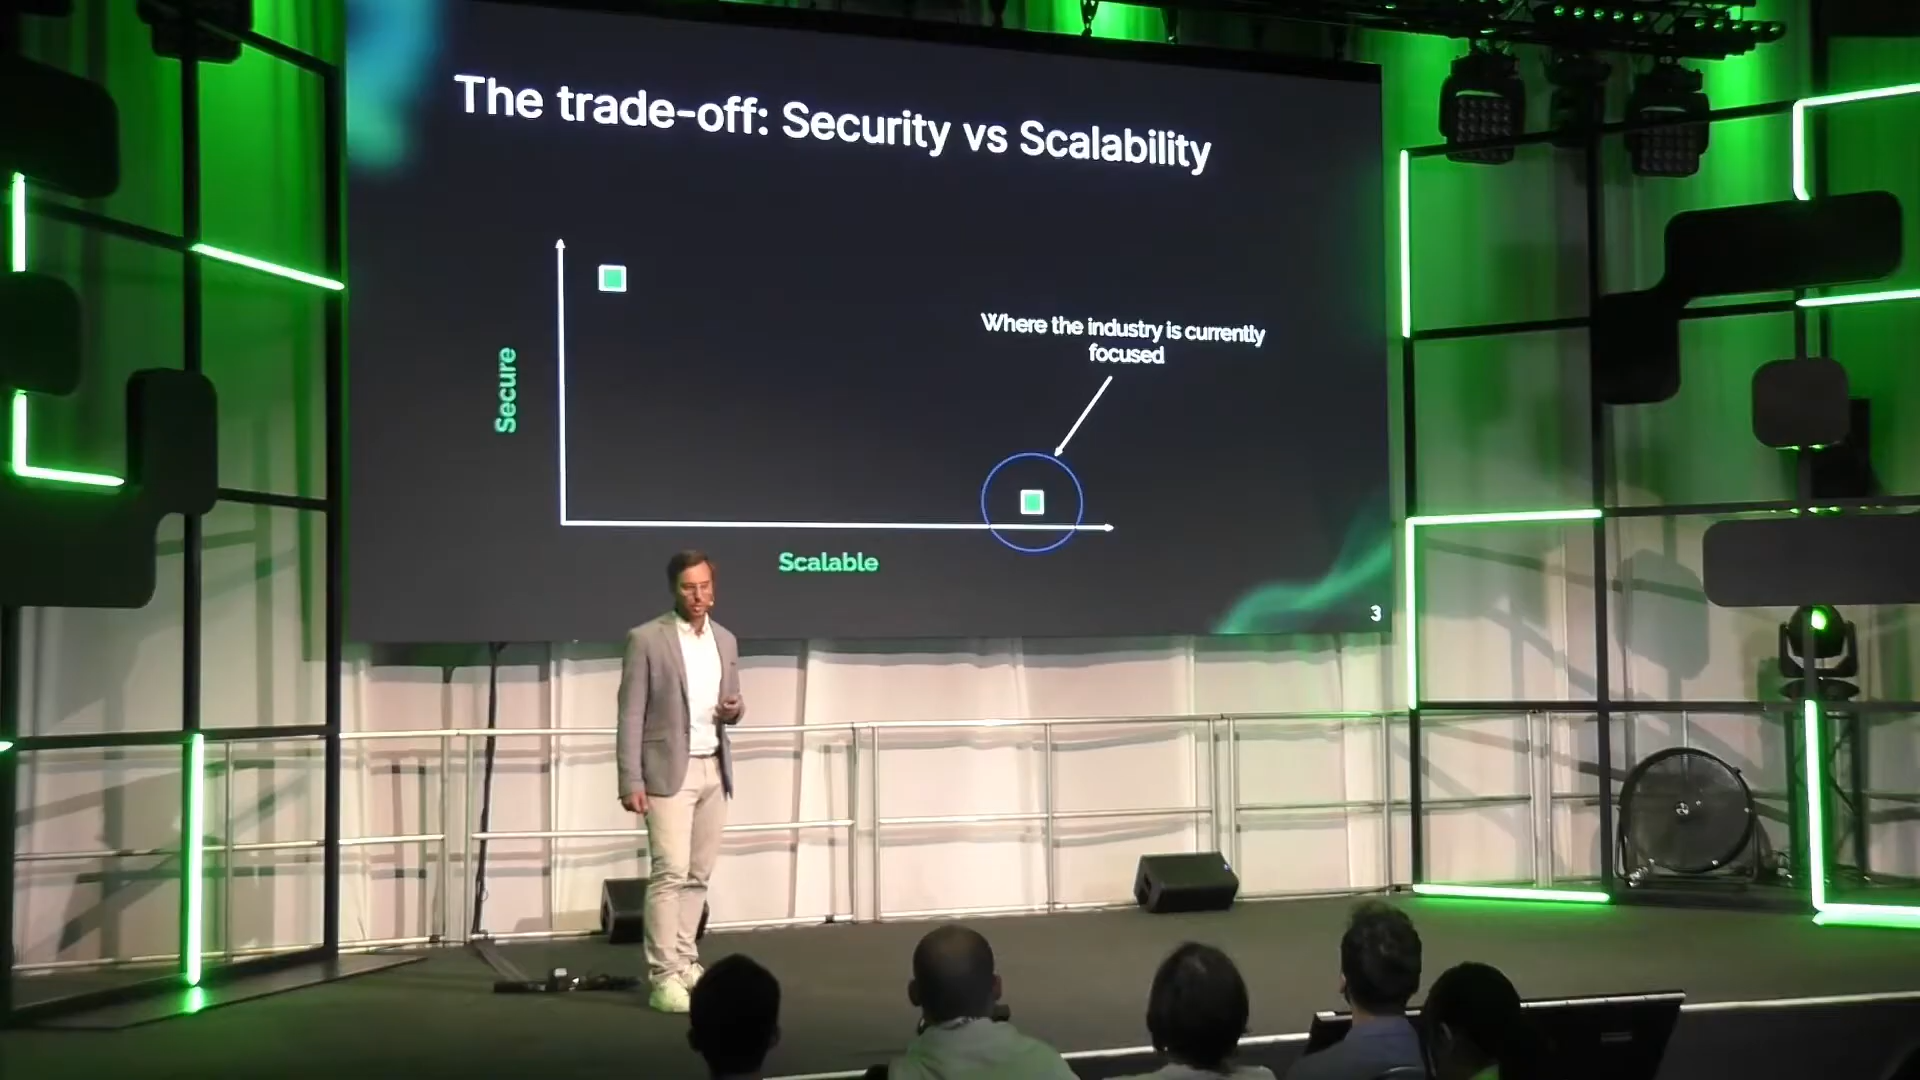 The trade-off: Security vs Scalability
Where the industry is currently
focused
Secure
Scalable
3